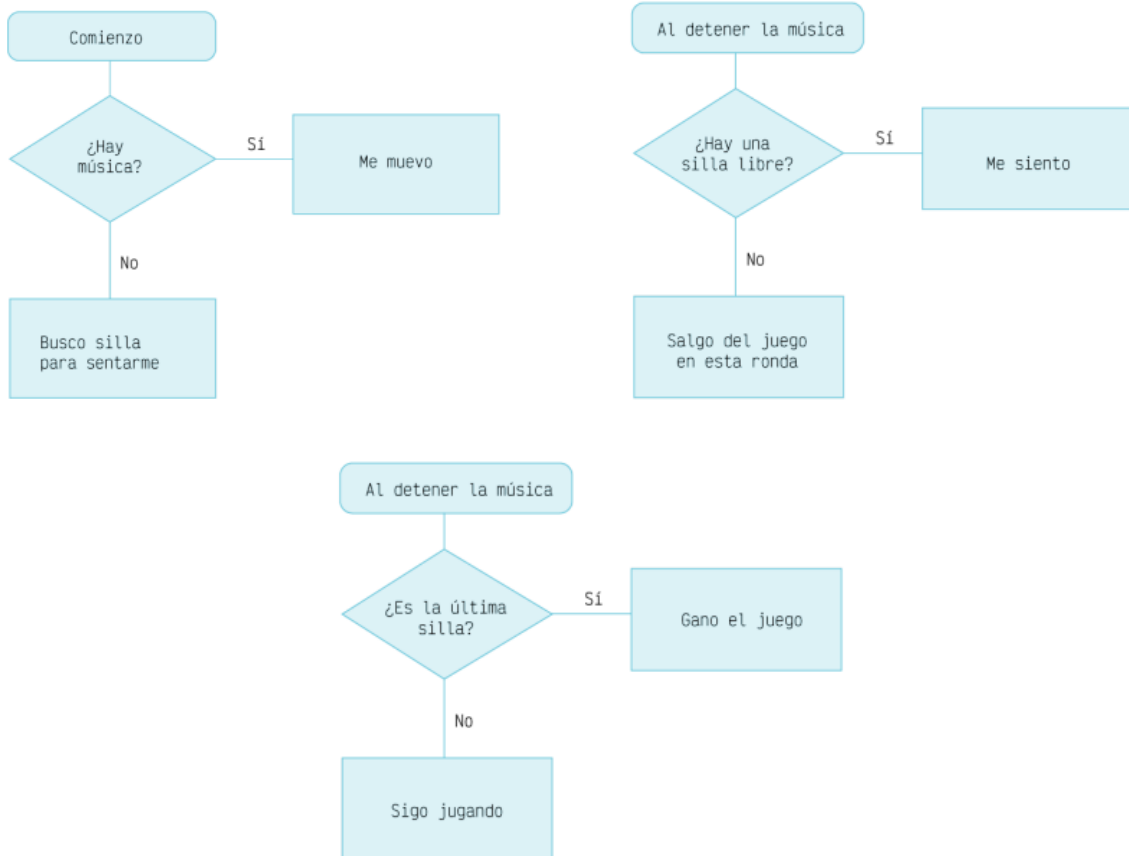 Comienzo
¿Hay
música?
Sí
Me muevo
No
Busco silla
para sentarme
Al detener la música
¿Hay una
silla libre?
Sí
Me siento
No
Salgo del juego
en esta ronda
Al detener la música
¿Es la última
silla?
Sí
Gano el juego
No
Sigo jugando